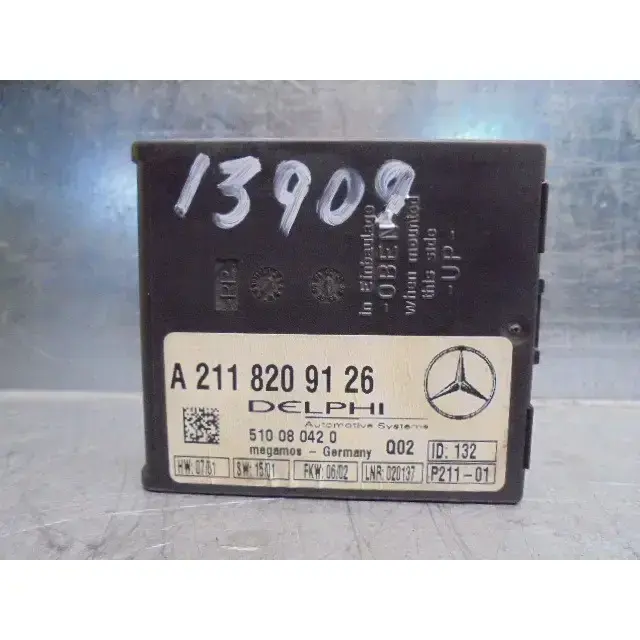 13909
in Einbaulage
-OBEN-
when mounted
this side
-UP-
A 211 820 91 26
DELPHI
Automotive Systems
510 08 042 0
megamos - Germany
Q02
ID: 132
HW: 07/01
SW: 15/01
FKW: 06/02
LNR: 020137
P211-01